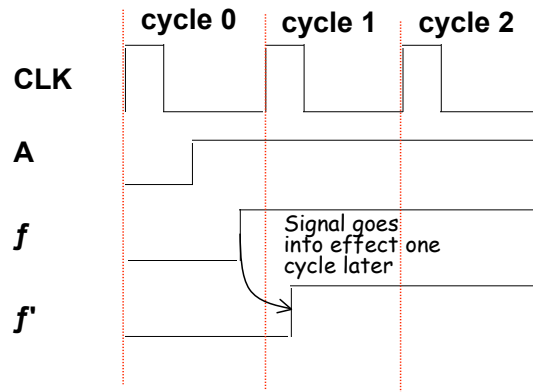 cycle 0 cycle 1 cycle 2
CLK
A
f
Signal goes
into effect one
cycle later
f'